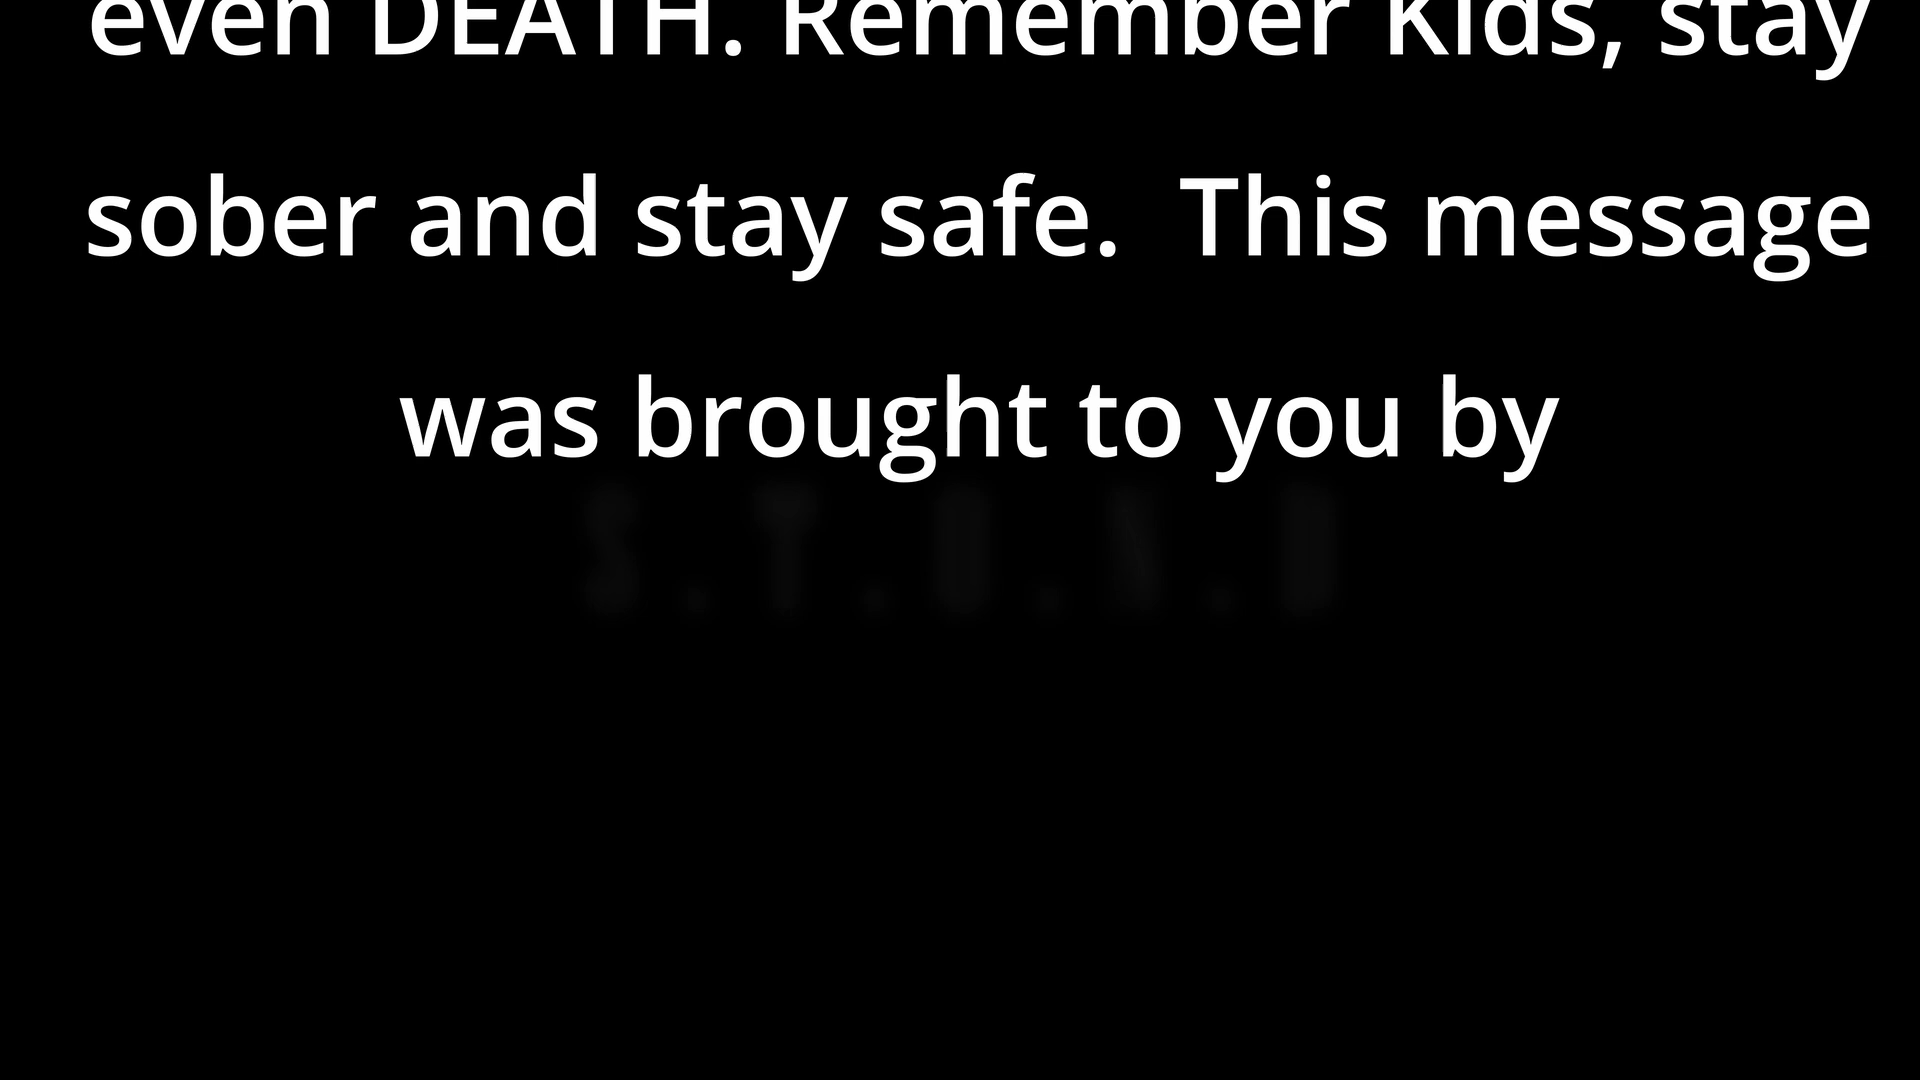 even DEATH. Remember Kids, stay
sober and stay safe.  This message
was brought to you by
S.T.O.N.D